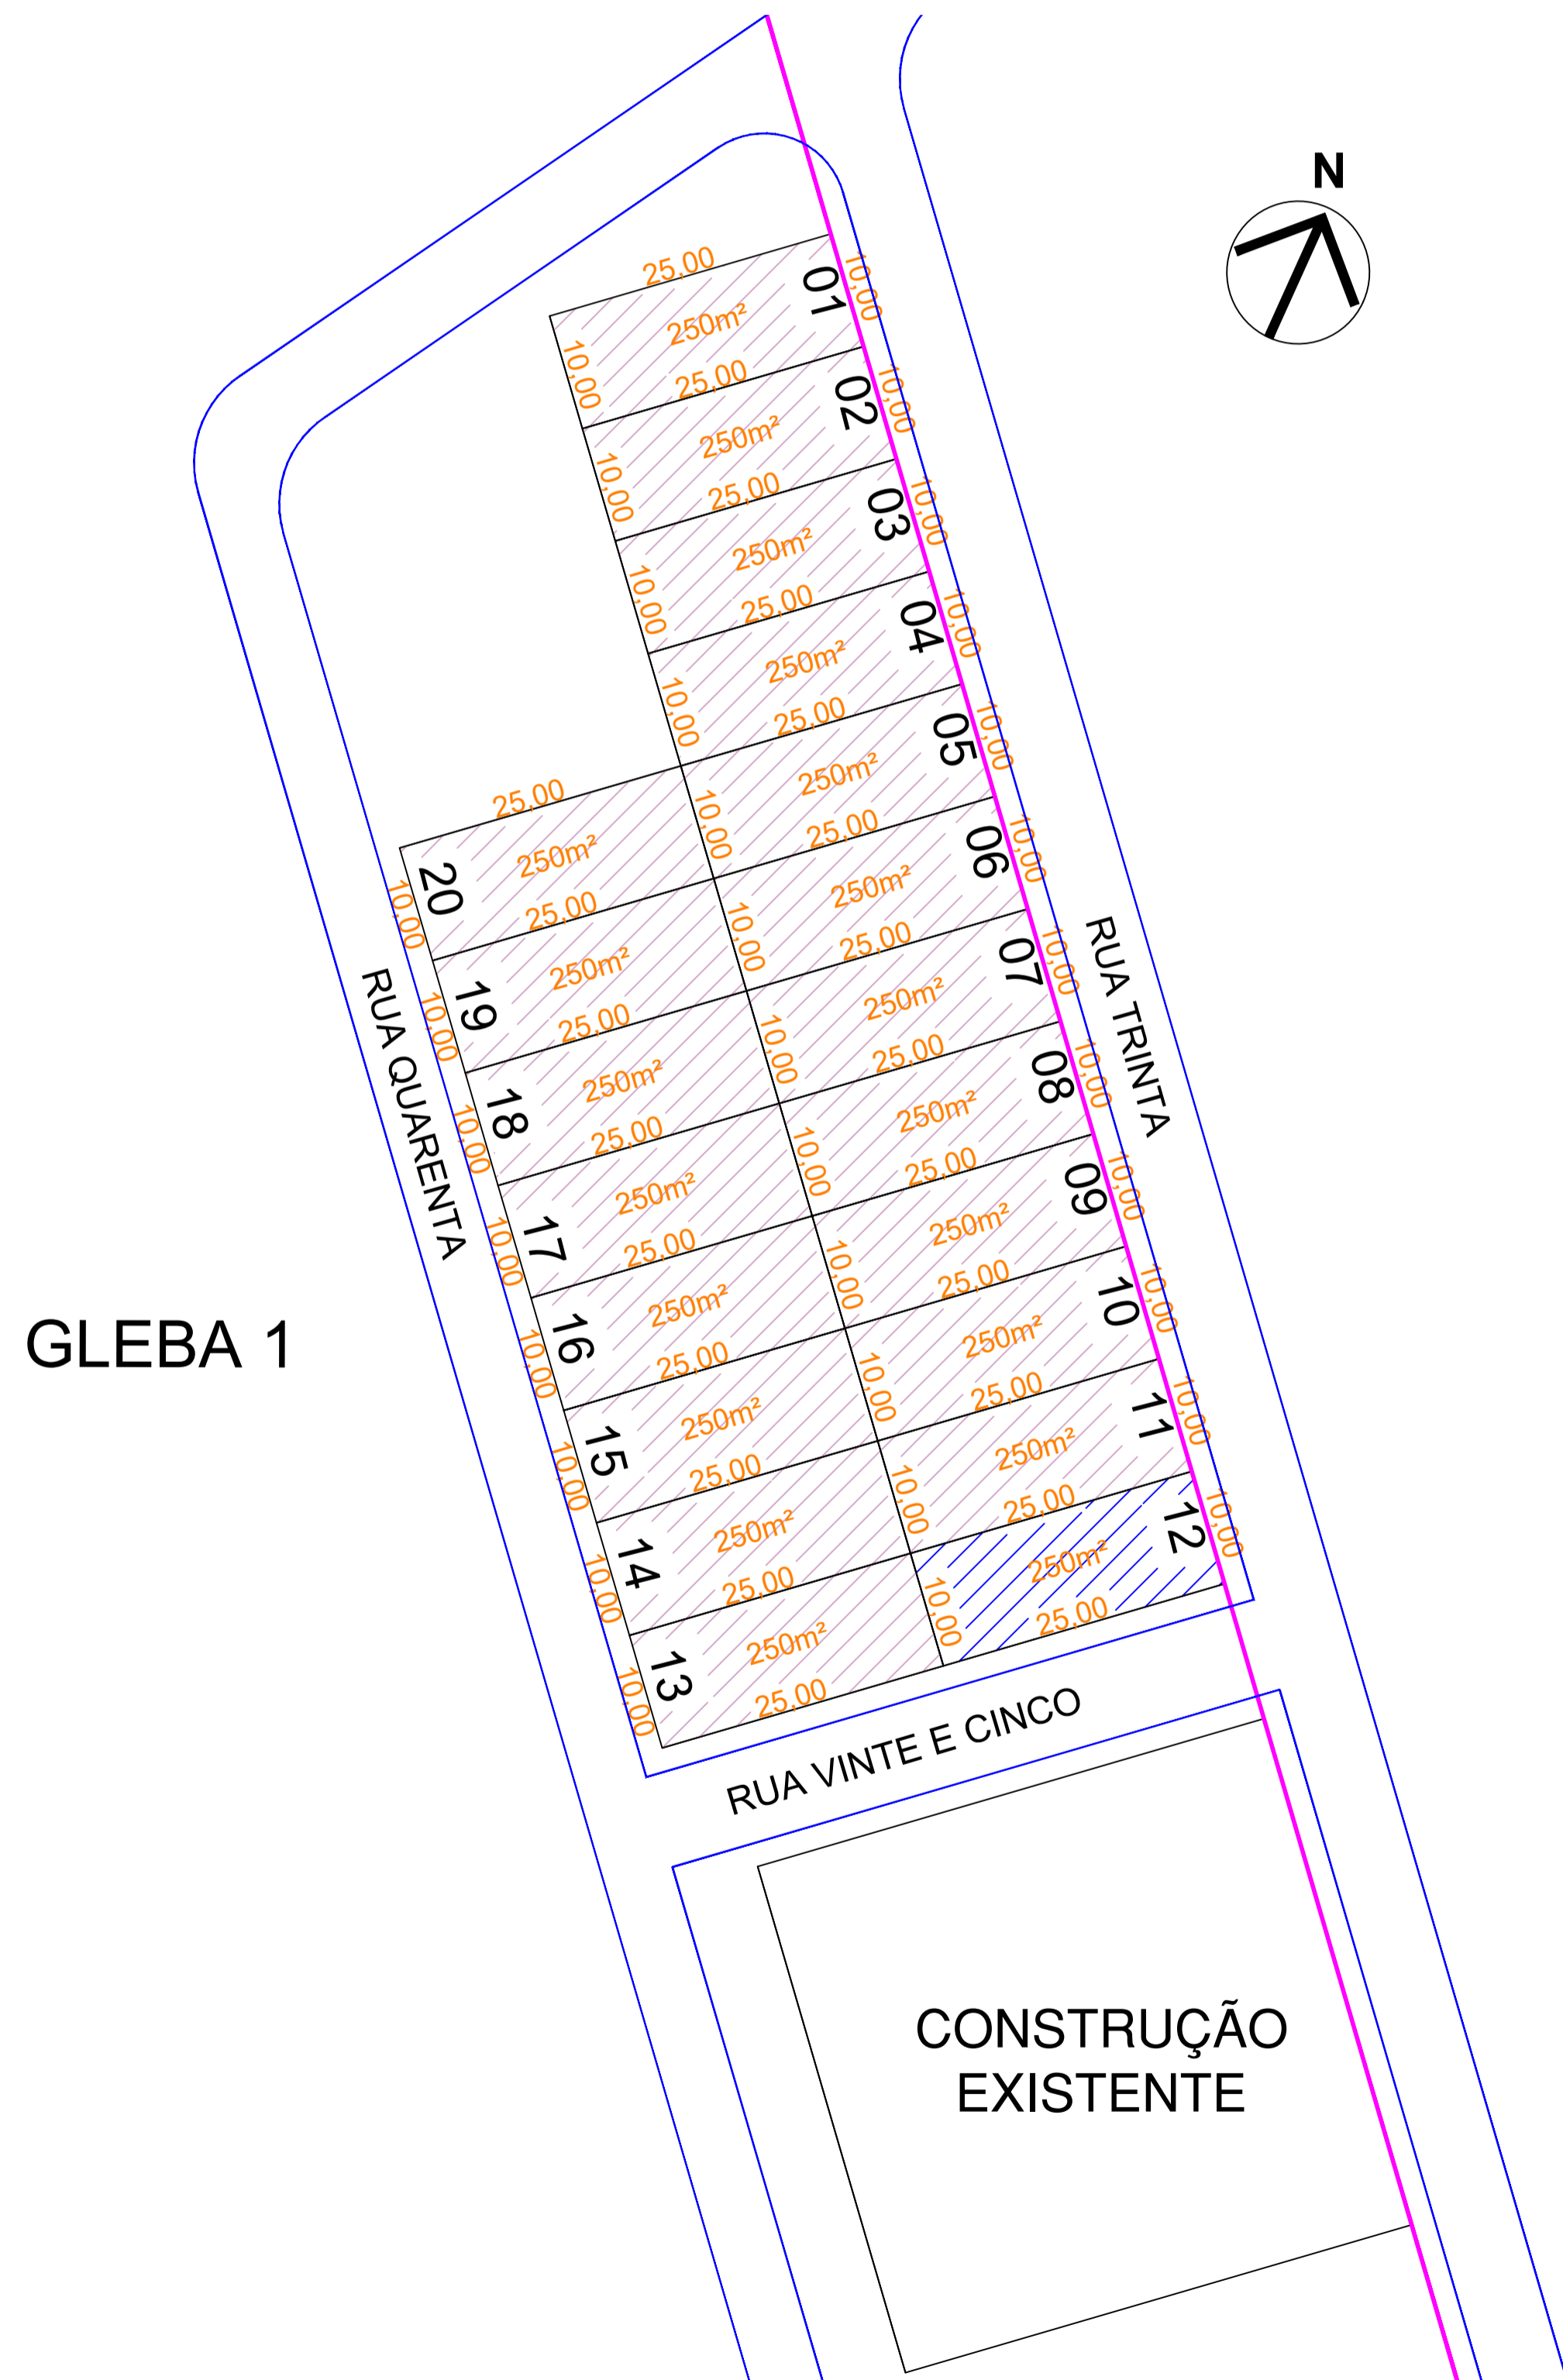 N
25,00
01
10,00
250m²
10,00
25,00
02
10,00
250m²
10,00
25,00
03
10,00
250m²
10,00
25,00
04
10,00
250m²
10,00
25,00
05
10,00
250m²
10,00
25,00
06
10,00
250m²
10,00
25,00
07
10,00
250m²
10,00
25,00
08
10,00
250m²
10,00
25,00
09
10,00
250m²
10,00
25,00
10
10,00
250m²
10,00
25,00
11
10,00
250m²
10,00
25,00
12
10,00
250m²
10,00
25,00
RUA TRINTA
25,00
250m²
20
10,00
25,00
250m²
19
10,00
25,00
250m²
18
10,00
25,00
250m²
17
10,00
25,00
250m²
16
10,00
25,00
250m²
15
10,00
25,00
250m²
14
10,00
25,00
250m²
13
10,00
25,00
RUA QUARENTA
GLEBA 1
RUA VINTE E CINCO
CONSTRUÇÃO
EXISTENTE